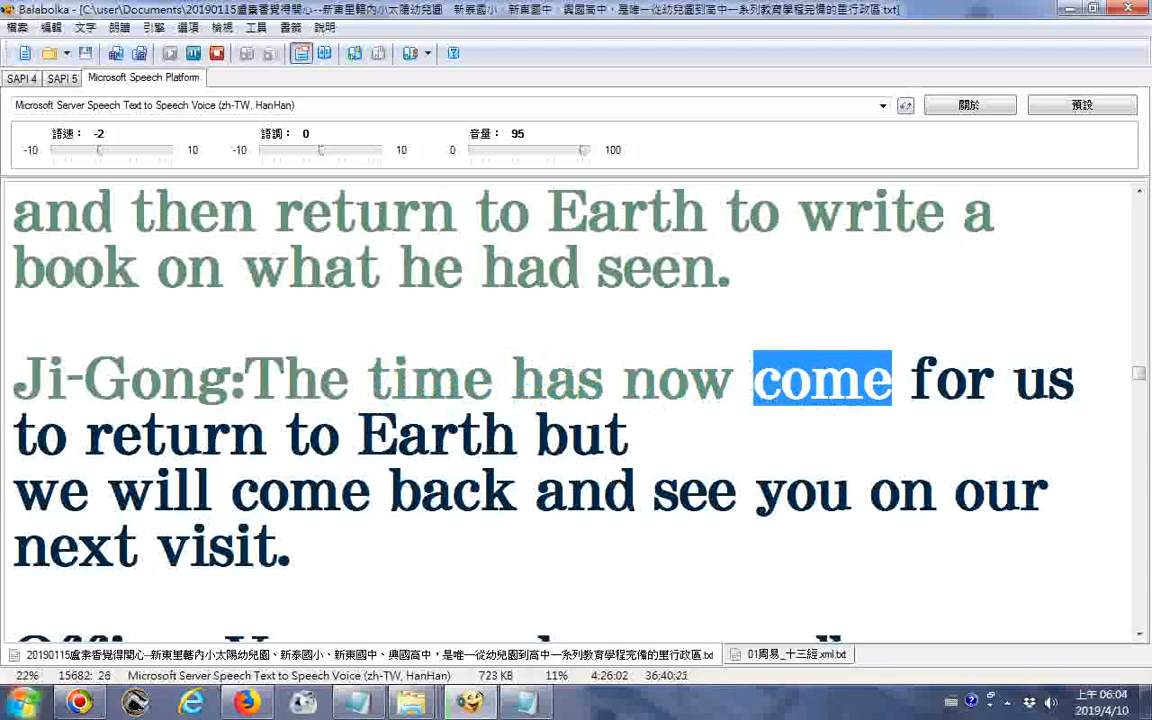 Balabolka - [C:\user\Documents\20190115盧素香覺得開心--新東里轄內小太陽幼兒園、新泰國小、新東國中、興國高中，是唯一從幼兒園到高中一系列教育學程完備的里行政區.txt]
檔案 編輯 文字 朗讀 引擎 選項 檢視 工具 書籤 說明
SAPI 4 SAPI 5 Microsoft Speech Platform
Microsoft Server Speech Text to Speech Voice (zh-TW, HanHan) 關於 預設
語速： -2 語調： 0 音量： 95
-10 10 -10 10 0 100
and then return to Earth to write a
book on what he had seen.
Ji-Gong:The time has now come for us
to return to Earth but
we will come back and see you on our
next visit.
20190115盧素香覺得開心--新東里轄內小太陽幼兒園、新泰國小、新東國中、興國高中，是唯一從幼兒園到高中一系列教育學程完備的里行政區.txt 01周易_十三經.xml.txt
22% 15682: 26 Microsoft Server Speech Text to Speech Voice (zh-TW, HanHan) 723 KB 11% 4:26:02 36:40:23
上午 06:04
2019/4/10